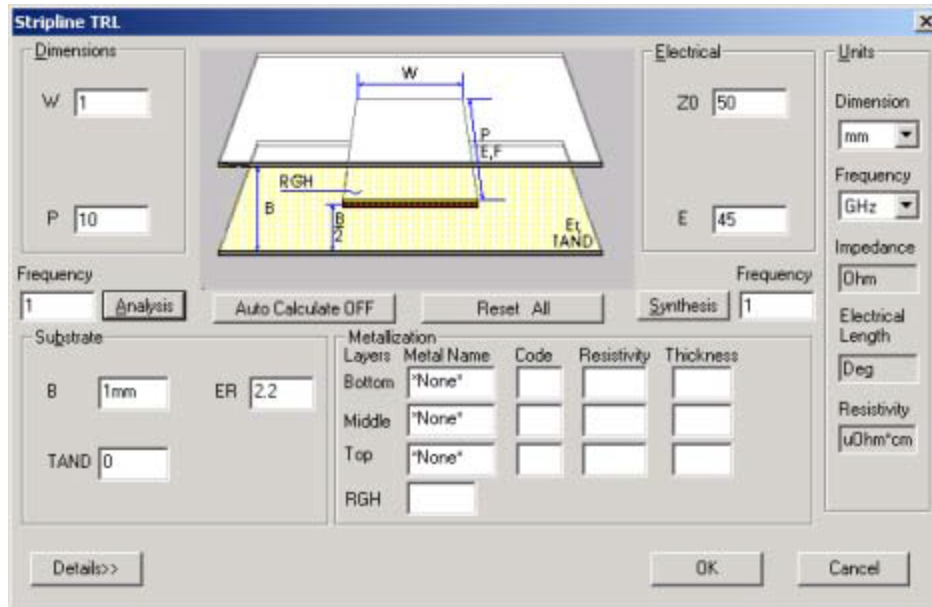 Stripline TRL
Dimensions
W 1
P 10
W
P
E,F
RGH
B
B
2
Er,
TAND
Electrical
Z0 50
E 45
Units
Dimension
mm
Frequency
GHz
Impedance
Ohm
Electrical
Length
Deg
Resistivity
uOhm*cm
Frequency
1 Analysis
Auto Calculate OFF
Reset All
Frequency
Synthesis 1
Substrate
B 1mm
ER 2.2
TAND 0
Metallization
Layers Metal Name Code Resistivity Thickness
Bottom *None*
Middle *None*
Top *None*
RGH
Details>>
OK
Cancel